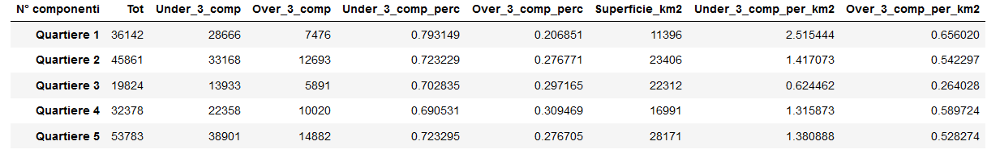 N° componenti Tot Under_3_comp Over_3_comp Under_3_comp_perc Over_3_comp_perc Superficie_km2 Under_3_comp_per_km2 Over_3_comp_per_km2
Quartiere 1 36142 28666 7476 0.793149 0.206851 11396 2.515444 0.656020
Quartiere 2 45861 33168 12693 0.723229 0.276771 23406 1.417073 0.542297
Quartiere 3 19824 13933 5891 0.702835 0.297165 22312 0.624462 0.264028
Quartiere 4 32378 22358 10020 0.690531 0.309469 16991 1.315873 0.589724
Quartiere 5 53783 38901 14882 0.723295 0.276705 28171 1.380888 0.528274